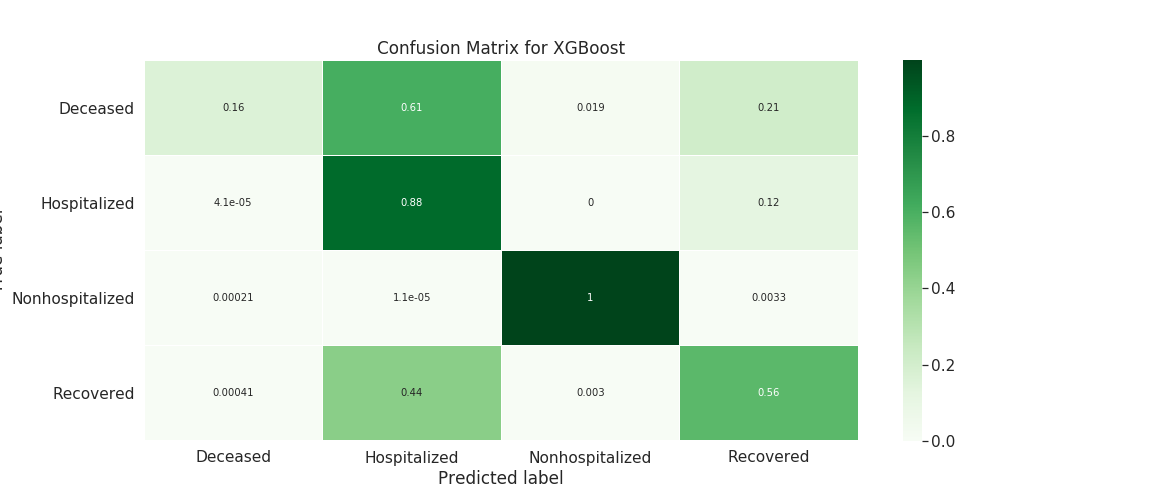 Confusion Matrix for XGBoost
Deceased 0.16 0.61 0.019 0.21
Hospitalized 4.1e-05 0.88 0 0.12
Nonhospitalized 0.00021 1.1e-05 1 0.0033
Recovered 0.00041 0.44 0.003 0.56
Deceased Hospitalized Nonhospitalized Recovered
Predicted label
0.8
0.6
0.4
0.2
0.0